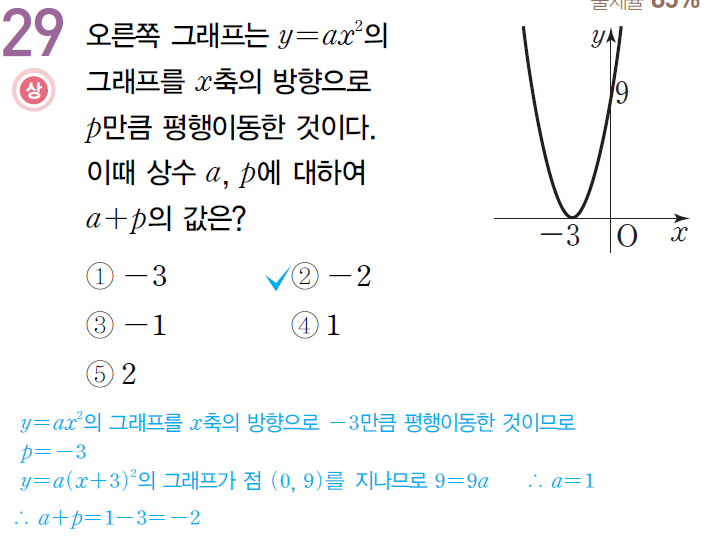 출제율 85%
29
상
오른쪽 그래프는 y=ax²의
그래프를 x축의 방향으로
p만큼 평행이동한 것이다.
이때 상수 a, p에 대하여
a+p의 값은?
y
9
-3 O x
① -3 ② -2
③ -1 ④ 1
⑤ 2
y=ax²의 그래프를 x축의 방향으로 -3만큼 평행이동한 것이므로
p=-3
y=a(x+3)²의 그래프가 점 (0, 9)를 지나므로 9=9a ∴ a=1
∴ a+p=1-3=-2